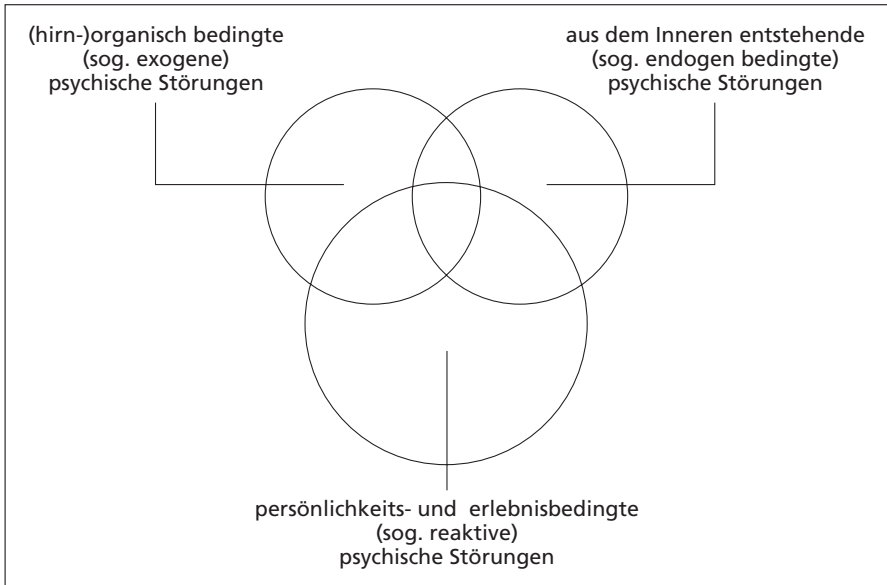 (hirn-)organisch bedingte
(sog. exogene)
psychische Störungen
aus dem Inneren entstehende
(sog. endogen bedingte)
psychische Störungen
persönlichkeits- und erlebnisbedingte
(sog. reaktive)
psychische Störungen